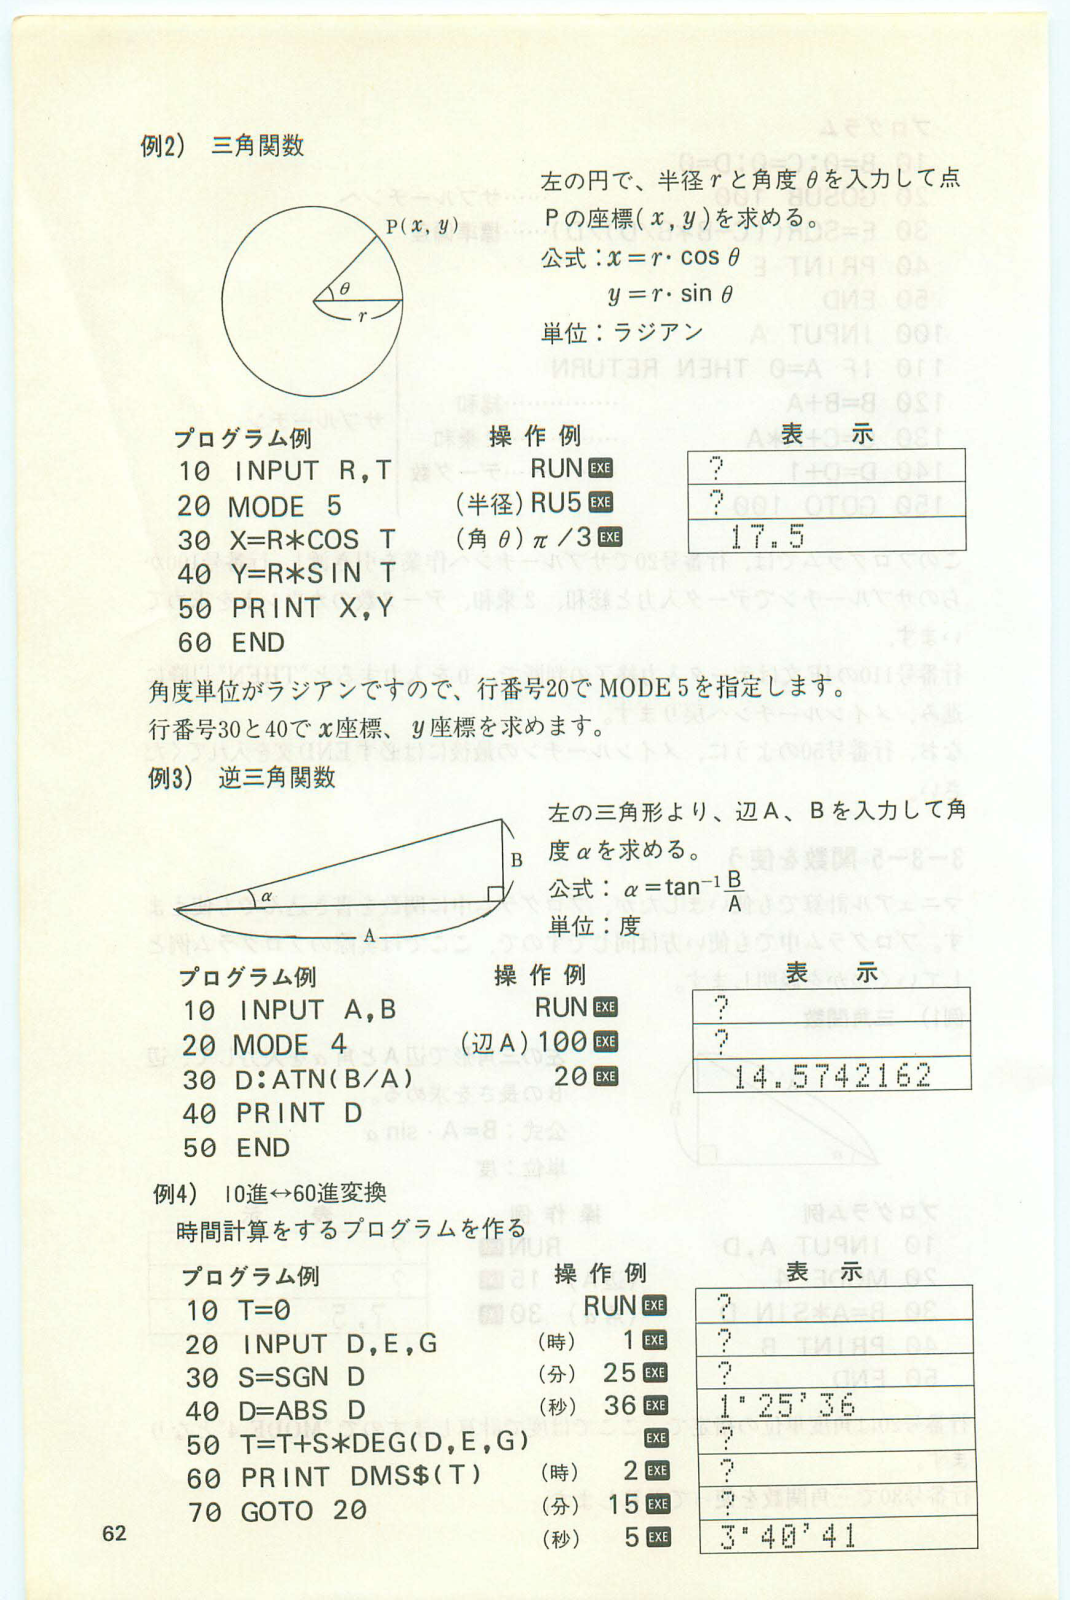 例2) 三角関数
左の円で、半径rと角度θを入力して点
Pの座標(x, y)を求める。
公式:x=r・cos θ
y=r・sin θ
単位:ラジアン
P(x, y)
θ
r
プログラム例 操作例 表 示
10 INPUT R,T RUN EXE ?
20 MODE 5 (半径)RU5 EXE ?
30 X=R*COS T (角θ)π/3 EXE 17.5
40 Y=R*SIN T
50 PRINT X,Y
60 END
角度単位がラジアンですので、行番号20でMODE5を指定します。
行番号30と40でx座標、y座標を求めます。
例3) 逆三角関数
左の三角形より、辺A、Bを入力して角
度αを求める。
公式:α=tan⁻¹B/A
単位:度
B
α
A
プログラム例 操作例 表 示
10 INPUT A,B RUN EXE ?
20 MODE 4 (辺A)100 EXE ?
30 D:ATN(B/A) 20 EXE 14.5742162
40 PRINT D
50 END
例4) 10進↔60進変換
時間計算をするプログラムを作る
プログラム例 操作例 表 示
10 T=0 RUN EXE ?
20 INPUT D,E,G (時) 1 EXE ?
30 S=SGN D (分) 25 EXE ?
40 D=ABS D (秒) 36 EXE 1°25'36
50 T=T+S*DEG(D,E,G) EXE ?
60 PRINT DMS$(T) (時) 2 EXE ?
70 GOTO 20 (分) 15 EXE ?
(秒) 5 EXE 3°40'41
62